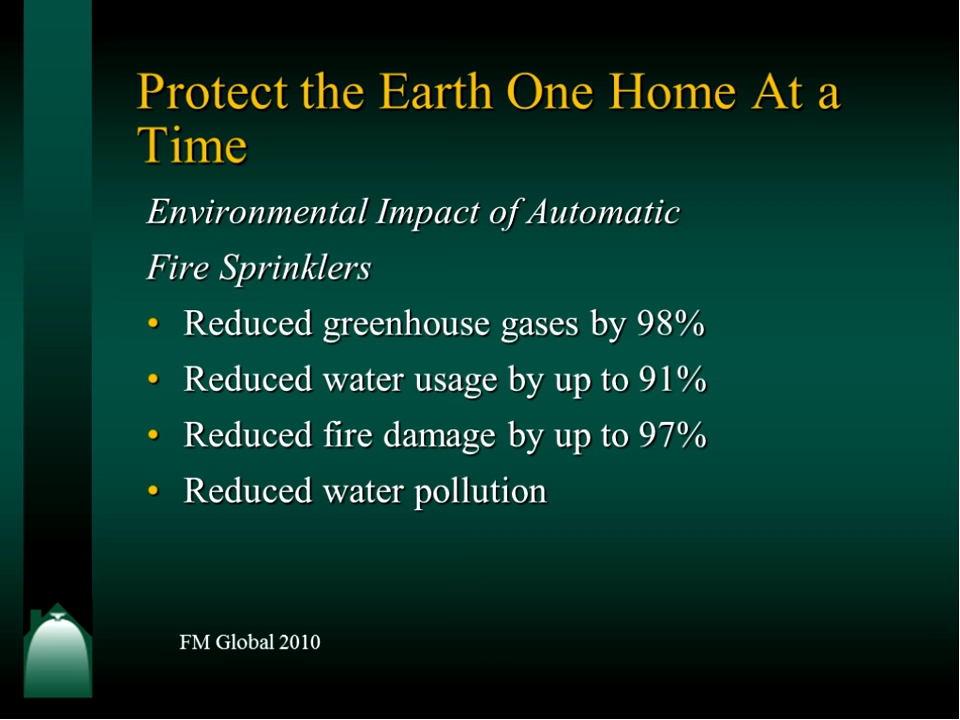 Protect the Earth One Home At a
Time
Environmental Impact of Automatic
Fire Sprinklers
• Reduced greenhouse gases by 98%
• Reduced water usage by up to 91%
• Reduced fire damage by up to 97%
• Reduced water pollution
FM Global 2010